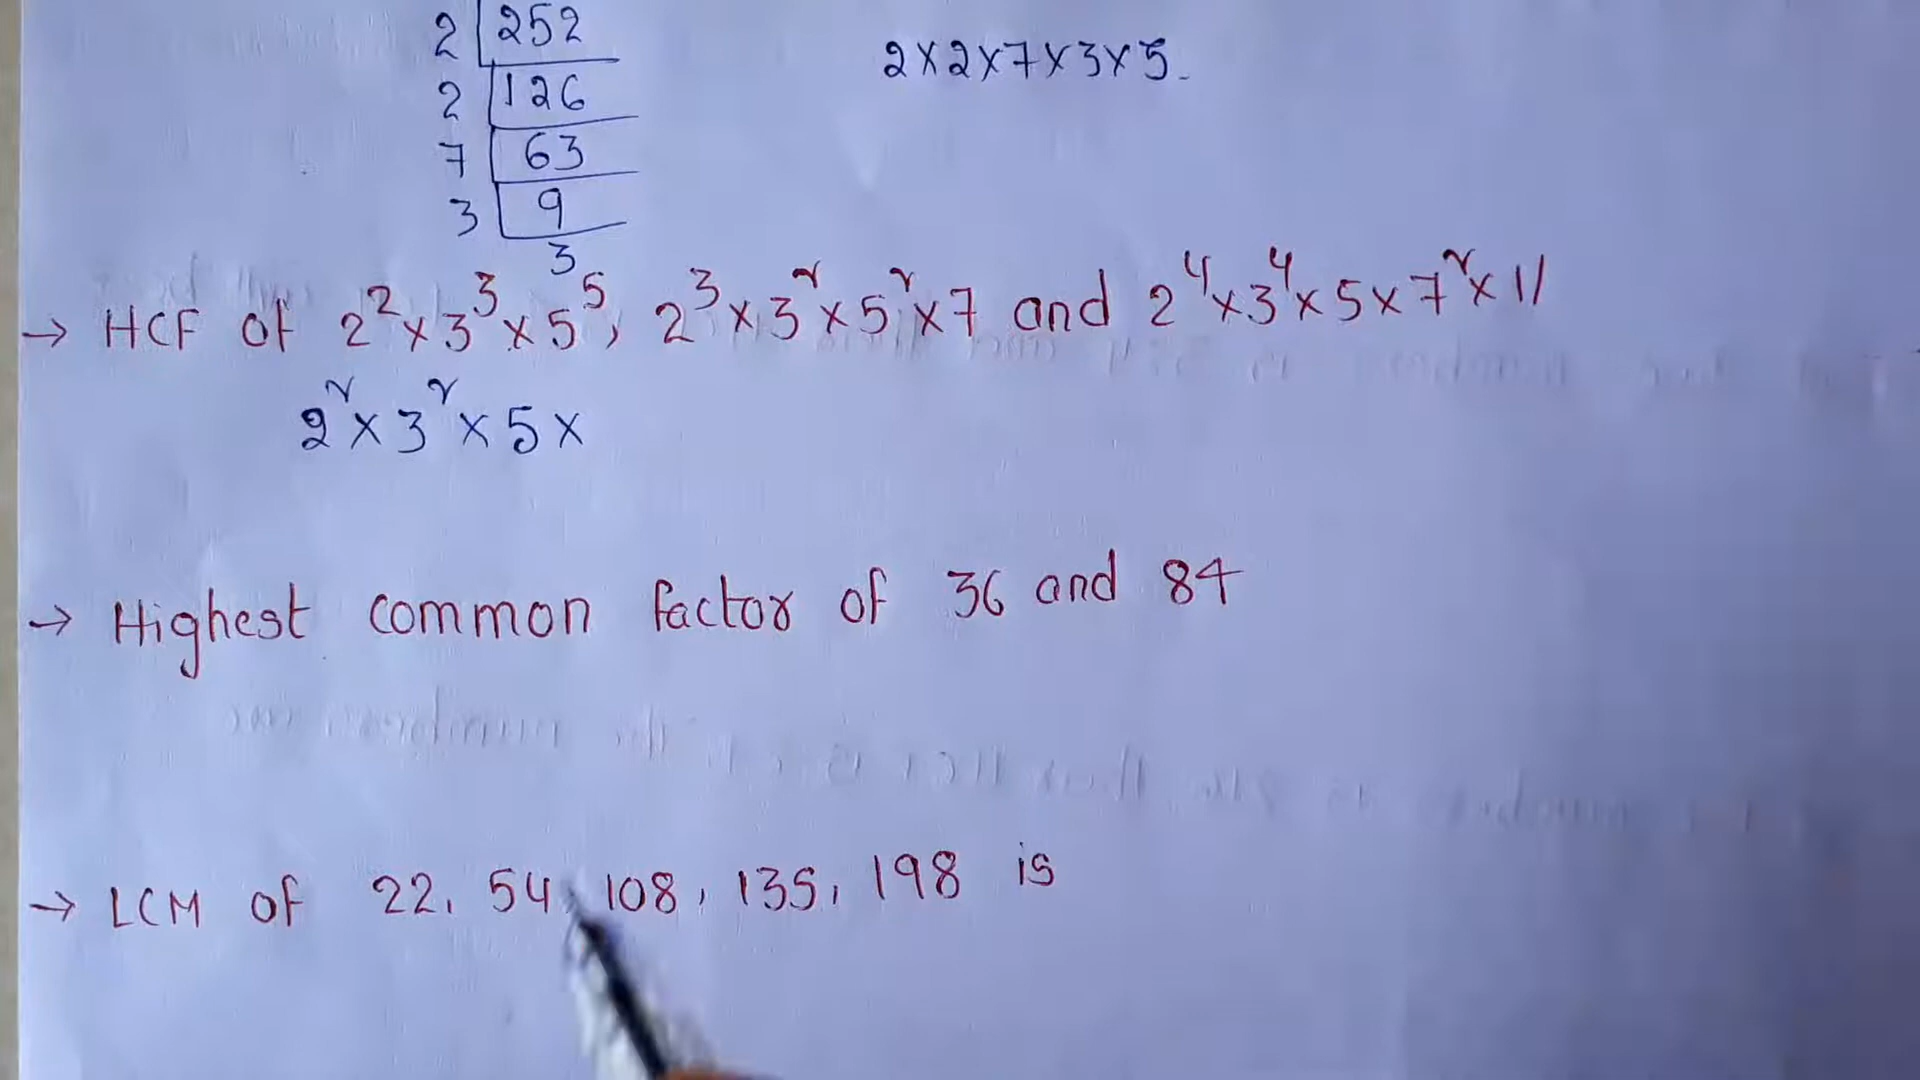 2 252
2 126
7 63
3 9
3
2×2×7×3×5
→ HCF of 2²×3³×5⁵, 2³×3²×5²×7 and 2⁴×3⁴×5×7²×11
2²×3²×5×
→ Highest common factor of 36 and 84
→ LCM of 22, 54, 108, 135, 198 is